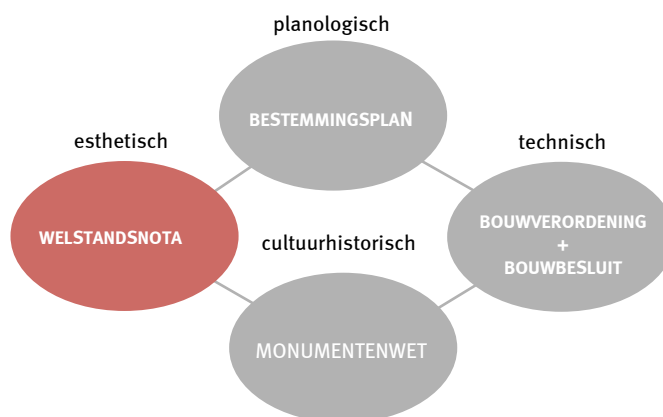 planologisch
BESTEMMINGSPLAN
esthetisch
technisch
WELSTANDSNOTA
BOUWVERORDENING
+
BOUWBESLUIT
cultuurhistorisch
MONUMENTENWET